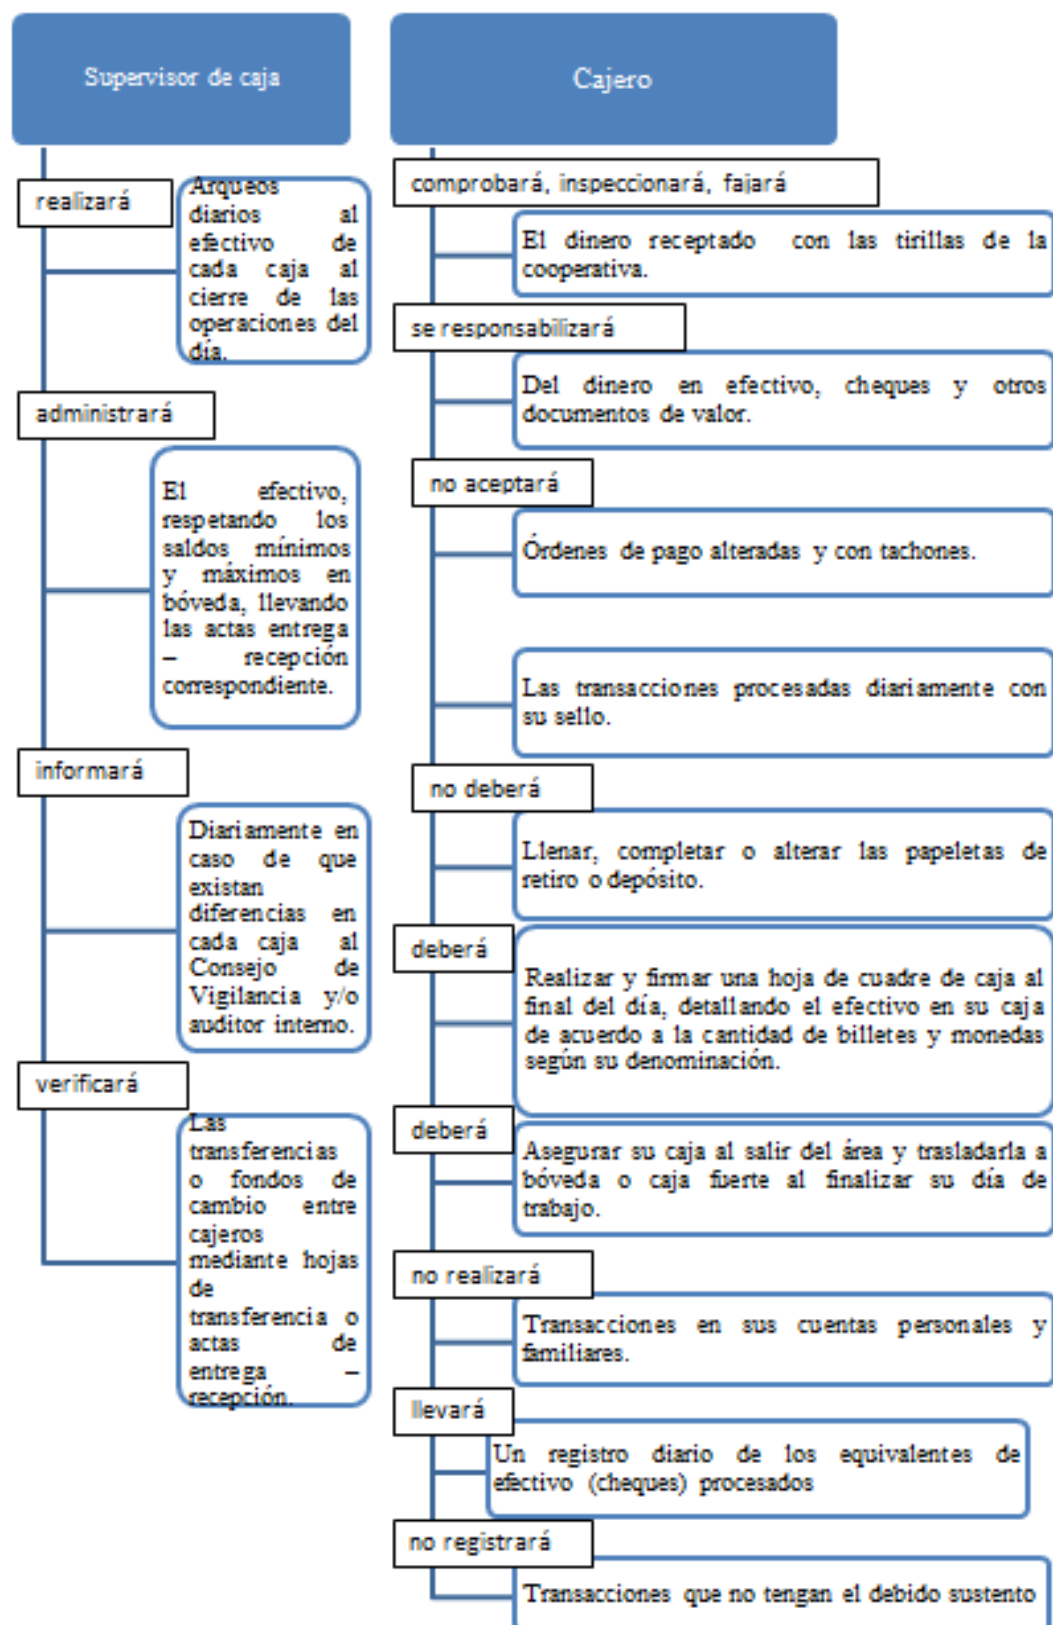 Supervisor de caja
realizará
Arqueos
diarios al
efectivo de
cada caja al
cierre de las
operaciones del
día.
administrará
El efectivo,
respetando los
saldos mínimos
y máximos en
bóveda, llevando
las actas entrega
– recepción
correspondiente.
informará
Diariamente en
caso de que
existan
diferencias en
cada caja al
Consejo de
Vigilancia y/o
auditor interno.
verificará
Las
transferencias
o fondos de
cambio entre
cajeros
mediante hojas
de
transferencia o
actas de
entrega –
recepción.
Cajero
comprobará, inspeccionará, fajará
El dinero receptado con las tirillas de la
cooperativa.
se responsabilizará
Del dinero en efectivo, cheques y otros
documentos de valor.
no aceptará
Órdenes de pago alteradas y con tachones.
Las transacciones procesadas diariamente con
su sello.
no deberá
Llenar, completar o alterar las papeletas de
retiro o depósito.
deberá
Realizar y firmar una hoja de cuadre de caja al
final del día, detallando el efectivo en su caja
de acuerdo a la cantidad de billetes y monedas
según su denominación.
deberá
Asegurar su caja al salir del área y trasladarla a
bóveda o caja fuerte al finalizar su día de
trabajo.
no realizará
Transacciones en sus cuentas personales y
familiares.
llevará
Un registro diario de los equivalentes de
efectivo (cheques) procesados
no registrará
Transacciones que no tengan el debido sustento